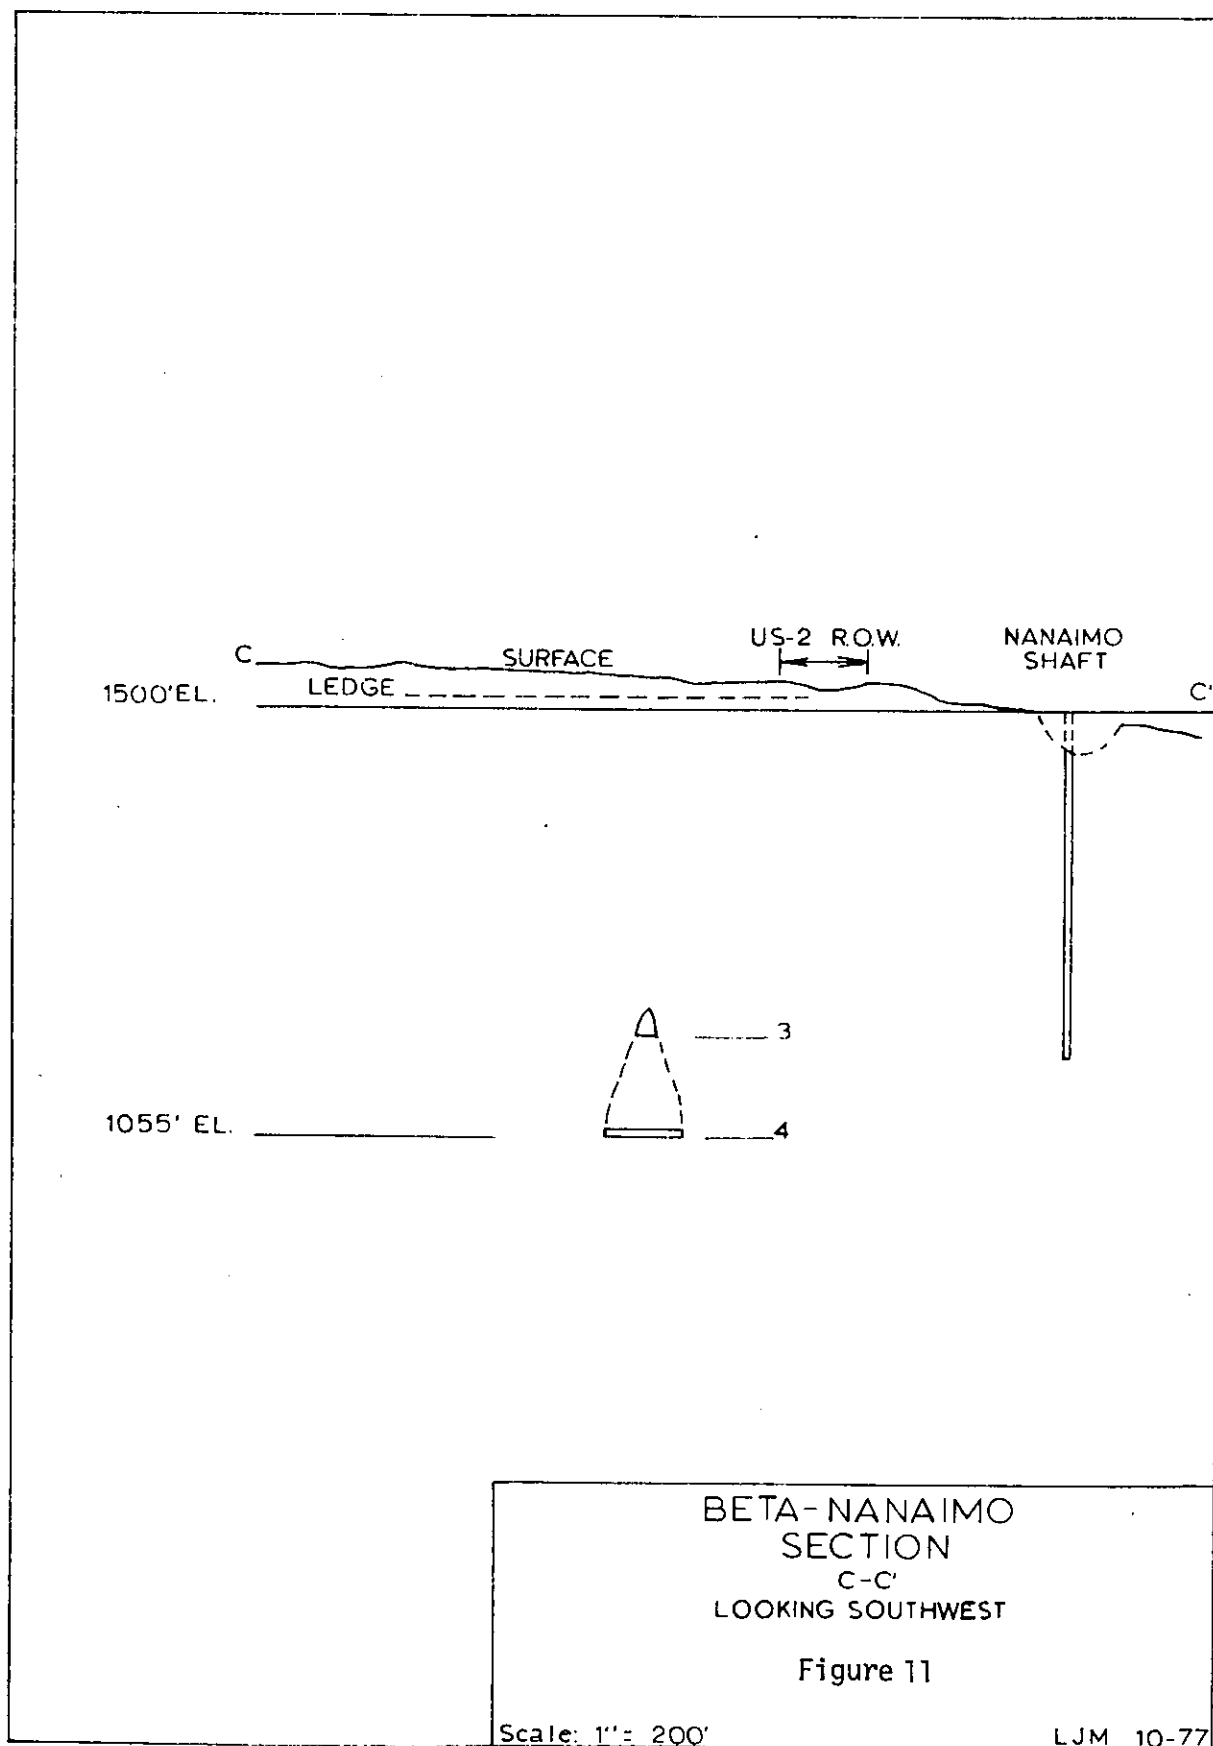 US-2 R.O.W.
NANAIMO
SHAFT
C
SURFACE
LEDGE
1500' EL.
C'
3
1055' EL.
4
BETA-NANAIMO
SECTION
C-C'
LOOKING SOUTHWEST
Figure 11
Scale: 1" = 200'
LJM 10-77